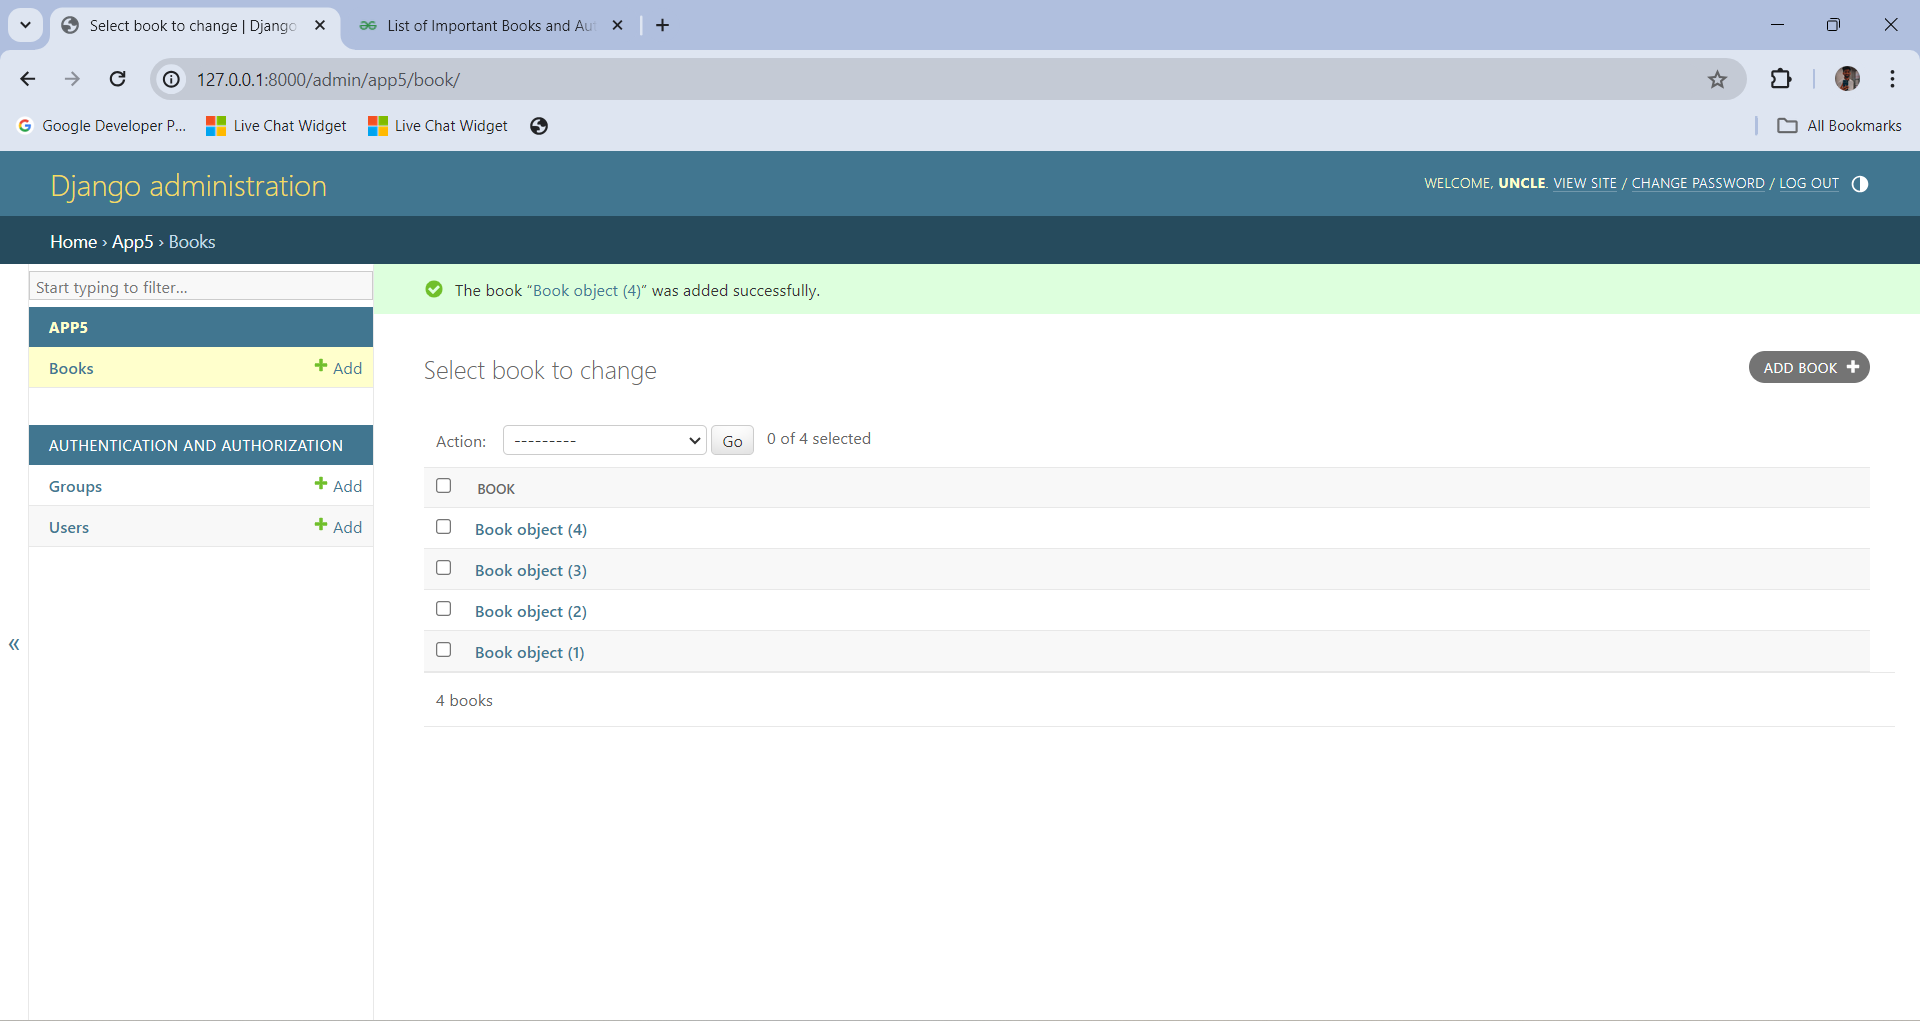 Select book to change | Django
List of Important Books and Aut
127.0.0.1:8000/admin/app5/book/
Google Developer P...
Live Chat Widget
Live Chat Widget
All Bookmarks
Django administration
WELCOME, UNCLE. VIEW SITE / CHANGE PASSWORD / LOG OUT
Home › App5 › Books
Start typing to filter...
The book “Book object (4)” was added successfully.
APP5
Books
Add
Select book to change
ADD BOOK
AUTHENTICATION AND AUTHORIZATION
Groups
Add
Users
Add
Action:
---------
Go
0 of 4 selected
BOOK
Book object (4)
Book object (3)
Book object (2)
Book object (1)
4 books